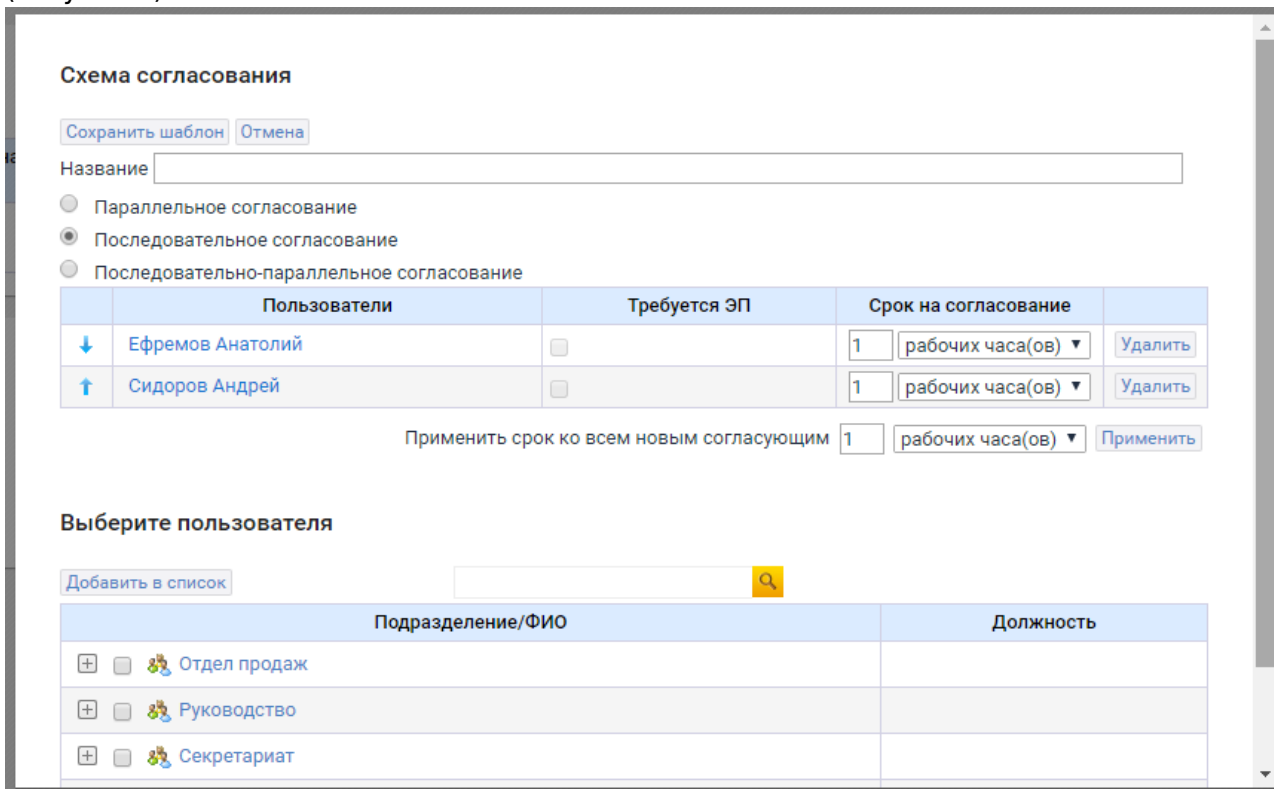 Схема согласования
Сохранить шаблон Отмена
Название
Параллельное согласование
Последовательное согласование
Последовательно-параллельное согласование
Пользователи Требуется ЭП Срок на согласование
Ефремов Анатолий 1 рабочих часа(ов) Удалить
Сидоров Андрей 1 рабочих часа(ов) Удалить
Применить срок ко всем новым согласующим 1 рабочих часа(ов) Применить
Выберите пользователя
Добавить в список
Подразделение/ФИО Должность
Отдел продаж
Руководство
Секретариат